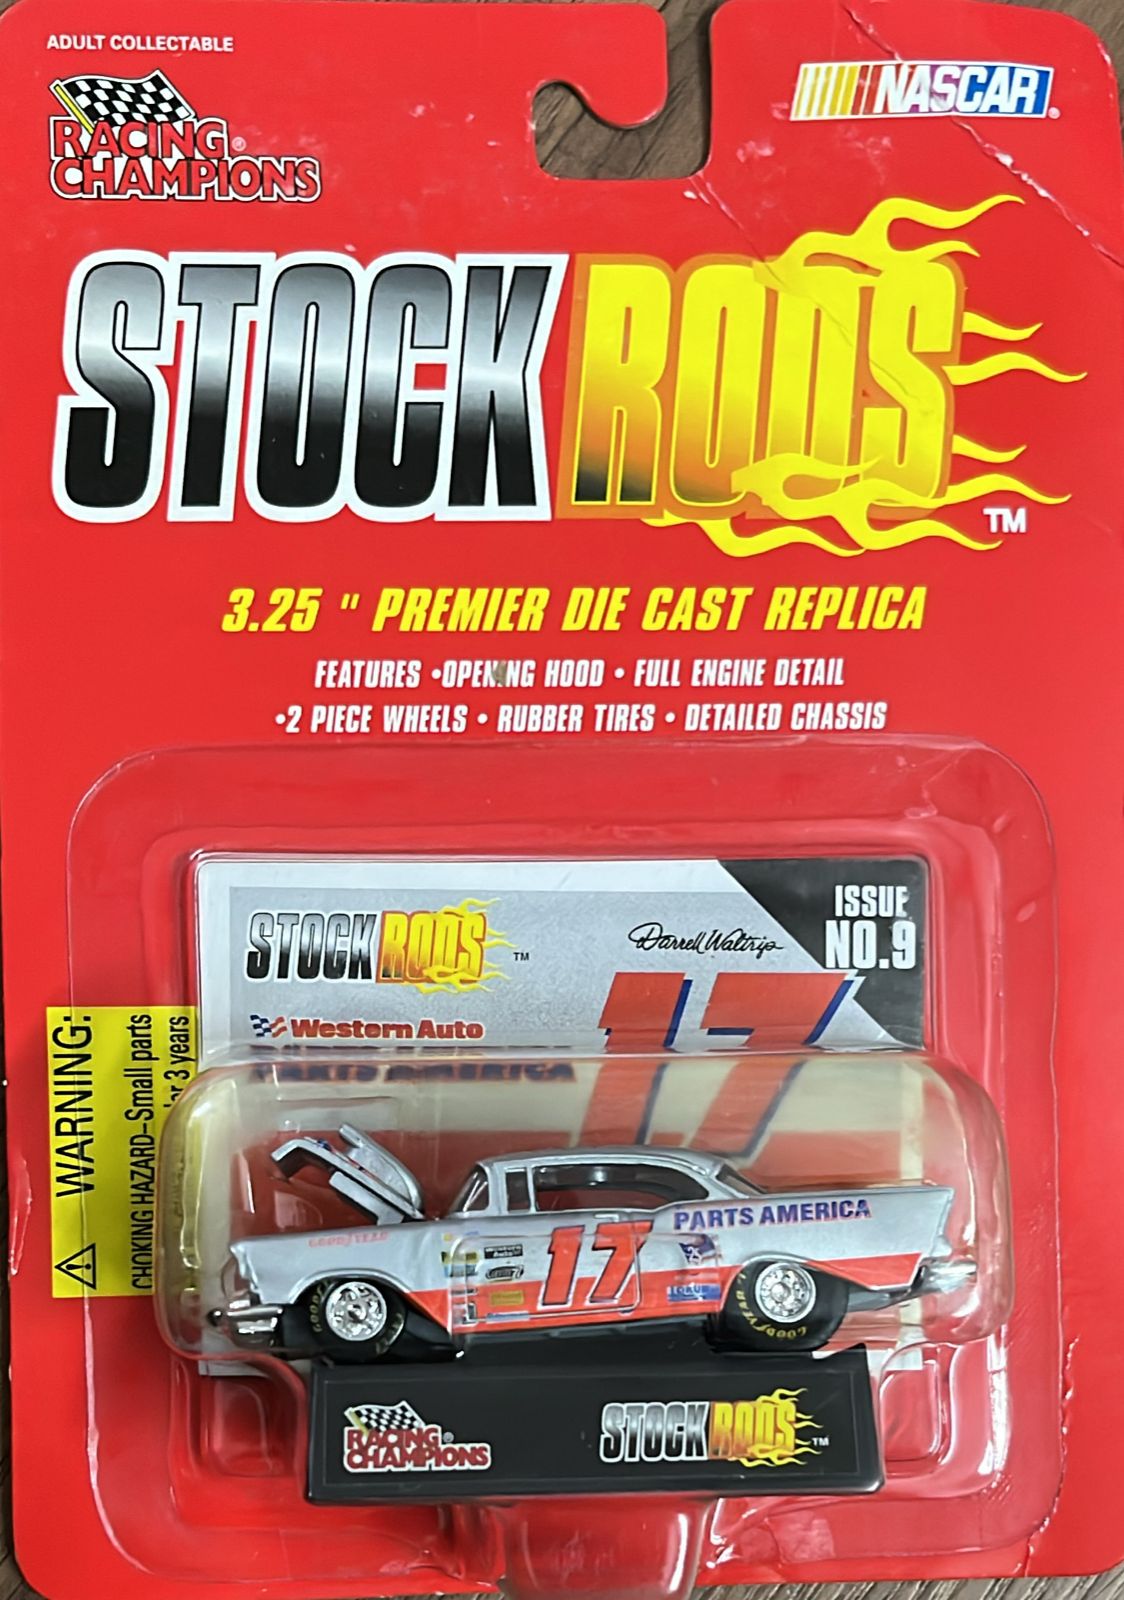 ADULT COLLECTABLE
RACING®
CHAMPIONS
NASCAR®
STOCK RODS
TM
3.25 " PREMIER DIE CAST REPLICA
FEATURES •OPENING HOOD • FULL ENGINE DETAIL
•2 PIECE WHEELS • RUBBER TIRES • DETAILED CHASSIS
STOCK RODS TM
Darrell Waltrip
ISSUE
NO.9
Western Auto
PARTS AMERICA
17
WARNING:
CHOKING HAZARD–Small parts
3 years
GOODYEAR
PARTS AMERICA
17
GOODYEAR
RACING®
CHAMPIONS
STOCK RODS TM